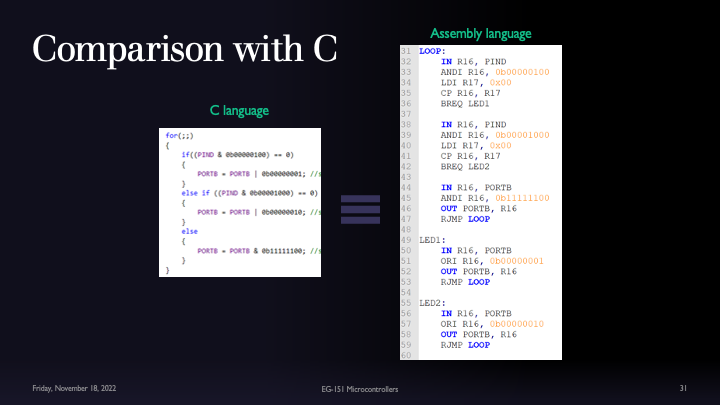 Comparison with C
C language
for(;;)
{
if((PIND & 0b00000100) == 0)
{
PORTB = PORTB | 0b00000001; //s
}
else if ((PIND & 0b00001000) == 0)
{
PORTB = PORTB | 0b00000010; //s
}
else
{
PORTB = PORTB & 0b11111100; //s
}
}
Assembly language
31 LOOP:
32 IN R16, PIND
33 ANDI R16, 0b00000100
34 LDI R17, 0x00
35 CP R16, R17
36 BREQ LED1
37
38 IN R16, PIND
39 ANDI R16, 0b00001000
40 LDI R17, 0x00
41 CP R16, R17
42 BREQ LED2
43
44 IN R16, PORTB
45 ANDI R16, 0b11111100
46 OUT PORTB, R16
47 RJMP LOOP
48
49 LED1:
50 IN R16, PORTB
51 ORI R16, 0b00000001
52 OUT PORTB, R16
53 RJMP LOOP
54
55 LED2:
56 IN R16, PORTB
57 ORI R16, 0b00000010
58 OUT PORTB, R16
59 RJMP LOOP
60
Friday, November 18, 2022
EG-151 Microcontrollers
31